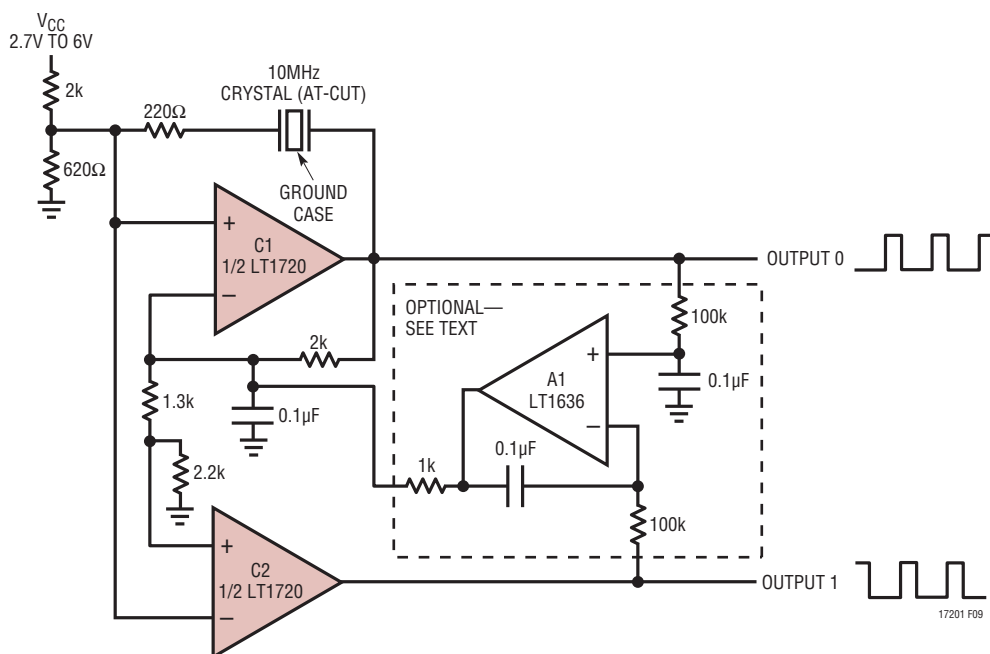 VCC
2.7V TO 6V
2k
620Ω
220Ω
10MHz
CRYSTAL (AT-CUT)
GROUND
CASE
+
C1
1/2 LT1720
−
2k
1.3k
0.1µF
2.2k
+
C2
1/2 LT1720
−
OPTIONAL—
SEE TEXT
A1
LT1636
+
−
100k
0.1µF
0.1µF
1k
100k
OUTPUT 0
OUTPUT 1
17201 F09